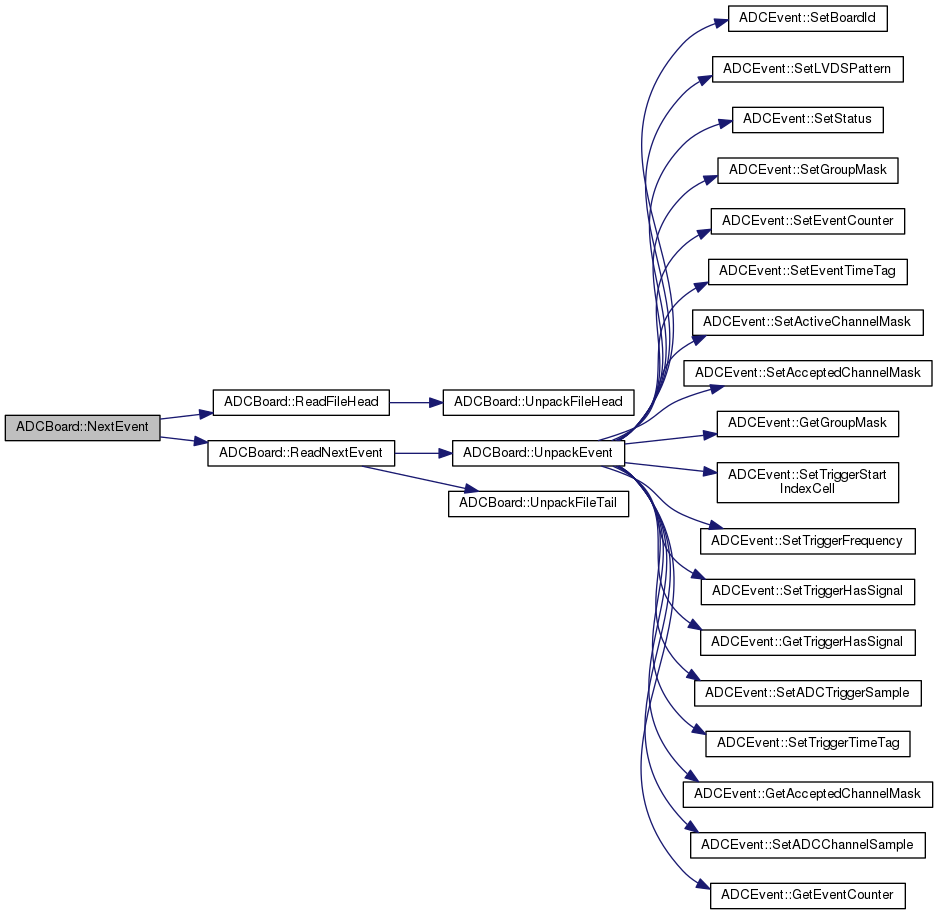 ADCBoard::NextEvent
ADCBoard::ReadFileHead
ADCBoard::ReadNextEvent
ADCBoard::UnpackFileHead
ADCBoard::UnpackEvent
ADCBoard::UnpackFileTail
ADCEvent::SetBoardId
ADCEvent::SetLVDSPattern
ADCEvent::SetStatus
ADCEvent::SetGroupMask
ADCEvent::SetEventCounter
ADCEvent::SetEventTimeTag
ADCEvent::SetActiveChannelMask
ADCEvent::SetAcceptedChannelMask
ADCEvent::GetGroupMask
ADCEvent::SetTriggerStart
IndexCell
ADCEvent::SetTriggerFrequency
ADCEvent::SetTriggerHasSignal
ADCEvent::GetTriggerHasSignal
ADCEvent::SetADCTriggerSample
ADCEvent::SetTriggerTimeTag
ADCEvent::GetAcceptedChannelMask
ADCEvent::SetADCChannelSample
ADCEvent::GetEventCounter